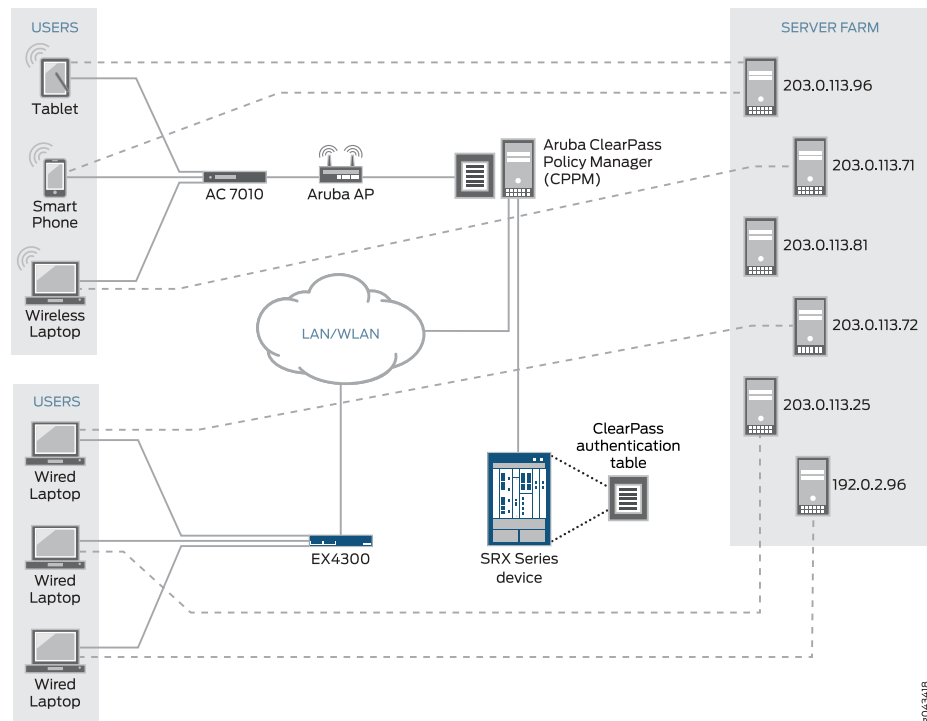 USERS
SERVER FARM
Tablet
203.0.113.96
Aruba ClearPass
Policy Manager
(CPPM)
203.0.113.71
AC 7010
Aruba AP
Smart
Phone
203.0.113.81
Wireless
Laptop
LAN/WLAN
203.0.113.72
USERS
203.0.113.25
ClearPass
authentication
table
Wired
Laptop
192.0.2.96
EX4300
SRX Series
device
Wired
Laptop
Wired
Laptop
g043418